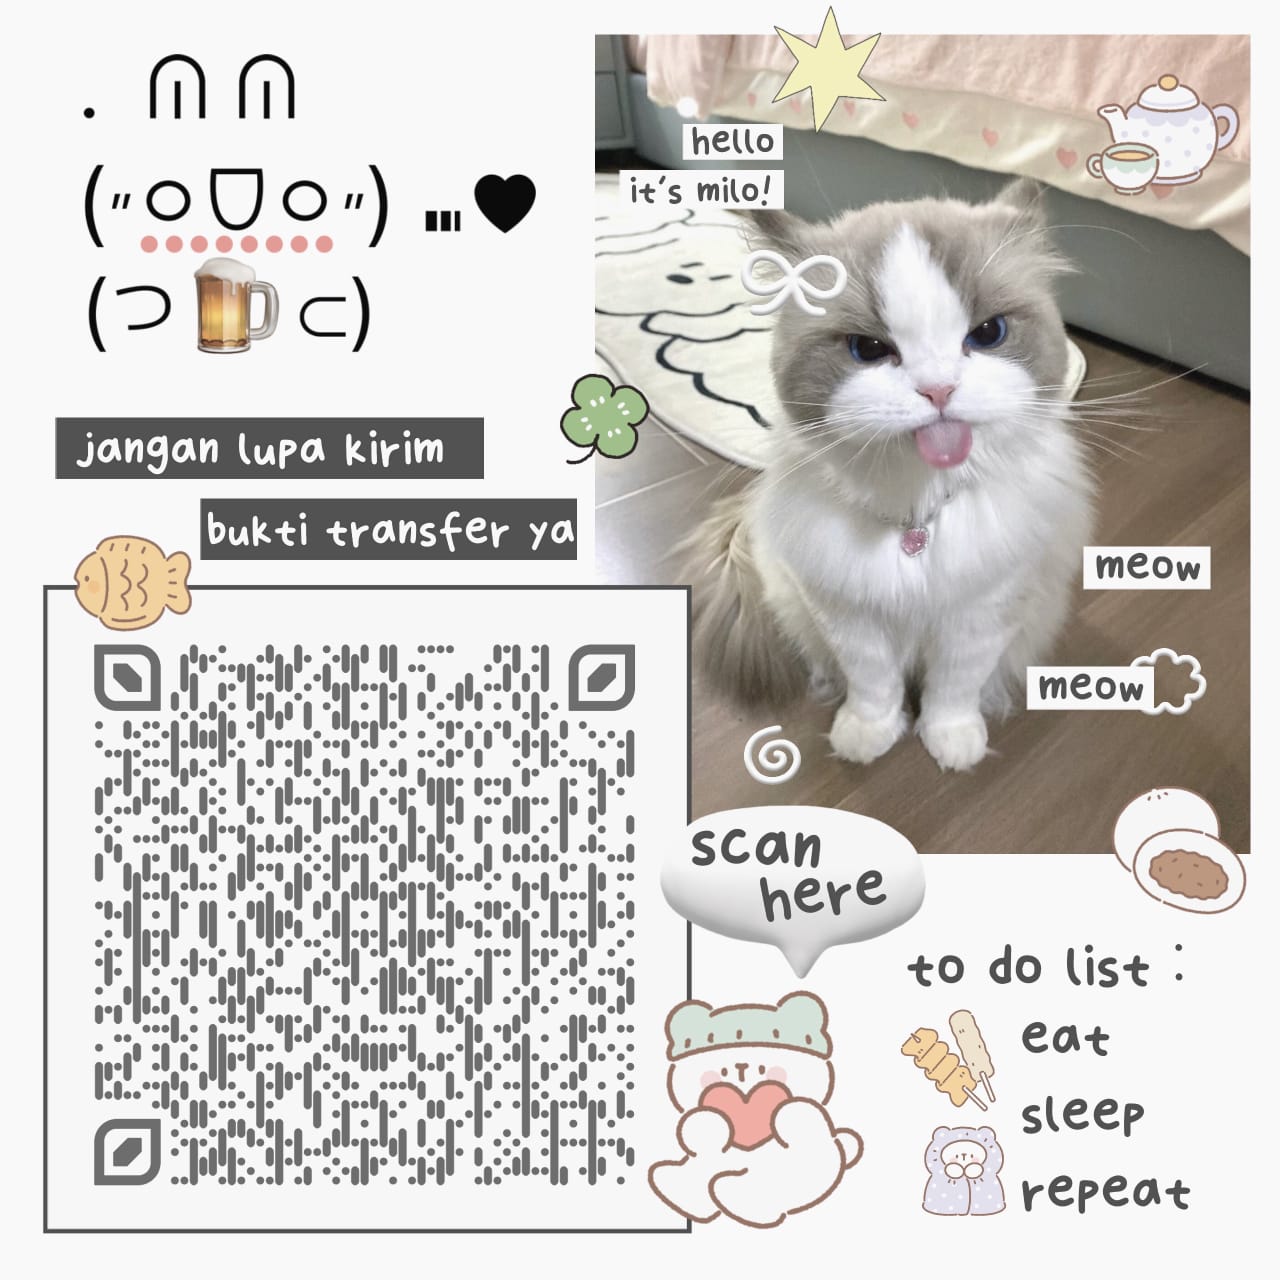 hello
it's milo!
jangan lupa kirim
bukti transfer ya
meow
meow
scan
here
to do list :
eat
sleep
repeat